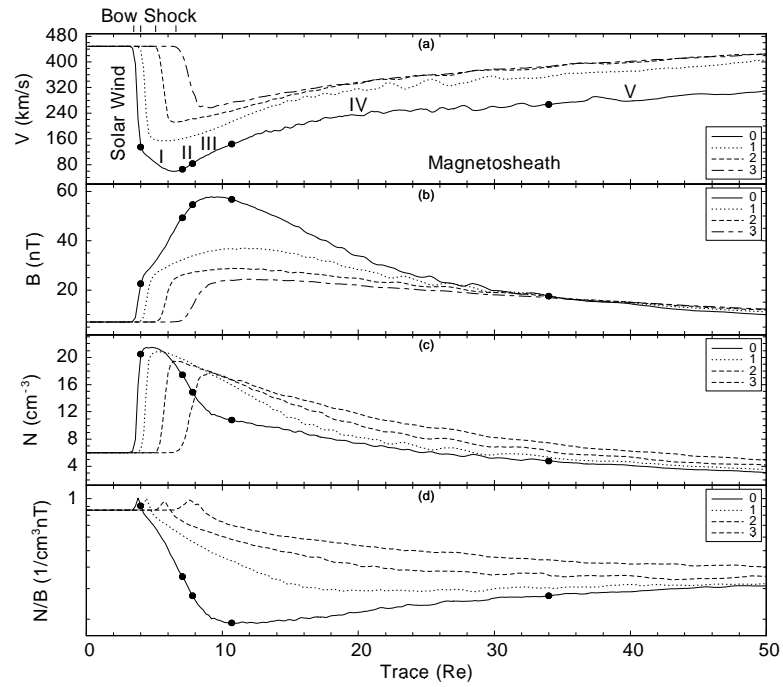 Bow Shock
480
400
320
240
160
80
V (km/s)
(a)
Solar Wind
I
II
III
IV
V
Magnetosheath
0
1
2
3
60
40
20
B (nT)
(b)
0
1
2
3
20
16
12
8
4
N (cm⁻³)
(c)
0
1
2
3
1
N/B (1/cm³nT)
(d)
0
1
2
3
0 10 20 30 40 50
Trace (Re)